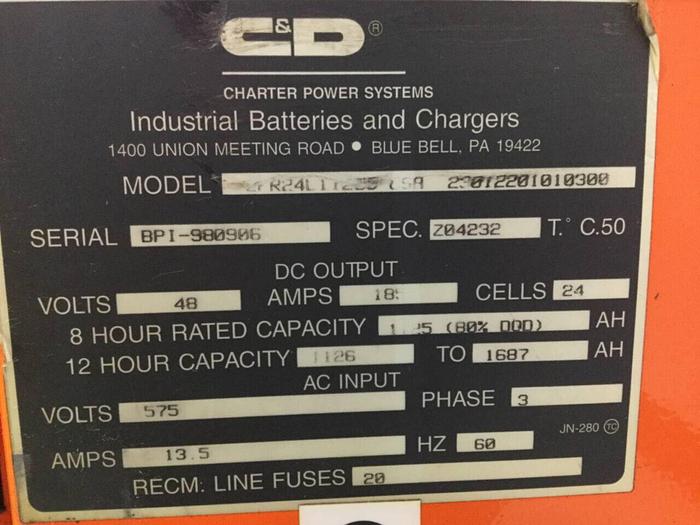 C&D ®
CHARTER POWER SYSTEMS
Industrial Batteries and Chargers
1400 UNION MEETING ROAD • BLUE BELL, PA 19422
MODEL
SERIAL BPI-980906 SPEC. Z04232 T.° C.50
DC OUTPUT
VOLTS 48 AMPS CELLS 24
8 HOUR RATED CAPACITY (80% DOD) AH
12 HOUR CAPACITY 1126 TO 1687 AH
AC INPUT
VOLTS 575 PHASE 3
AMPS 13.5 HZ 60 JN-280 TC
RECM: LINE FUSES 20